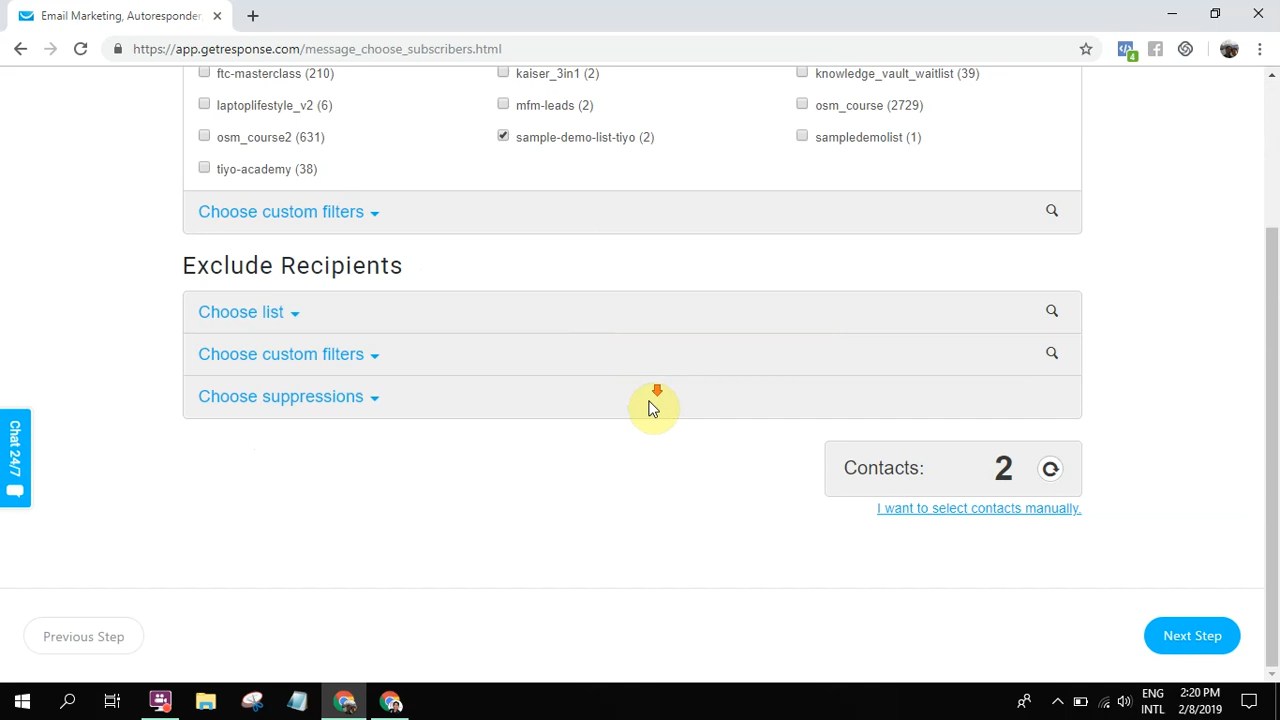 Email Marketing, Autoresponder
https://app.getresponse.com/message_choose_subscribers.html
4
ftc-masterclass (210)
kaiser_3in1 (2)
knowledge_vault_waitlist (39)
laptoplifestyle_v2 (6)
mfm-leads (2)
osm_course (2729)
osm_course2 (631)
sample-demo-list-tiyo (2)
sampledemolist (1)
tiyo-academy (38)
Choose custom filters
Exclude Recipients
Choose list
Choose custom filters
Choose suppressions
Chat 24/7
Contacts: 2
I want to select contacts manually.
Previous Step
Next Step
ENG
INTL
2:20 PM
2/8/2019